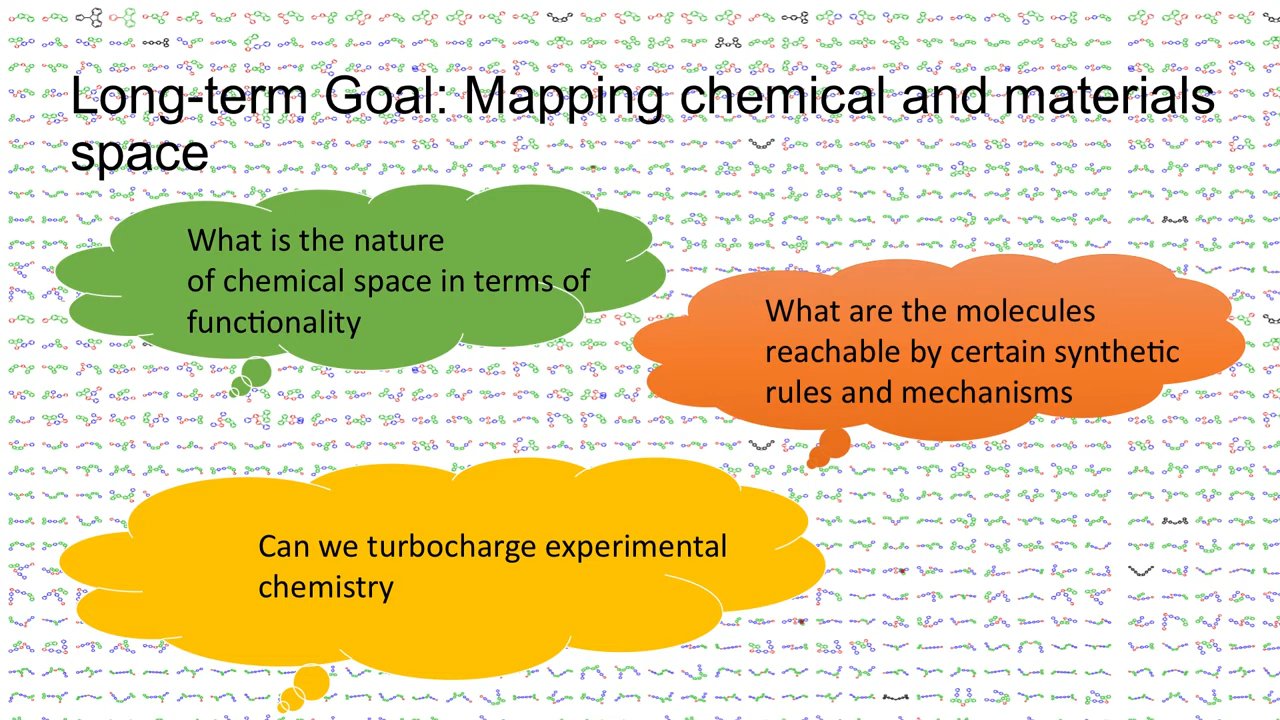 Long-term Goal: Mapping chemical and materials
space
What is the nature
of chemical space in terms of
functionality
What are the molecules
reachable by certain synthetic
rules and mechanisms
Can we turbocharge experimental
chemistry